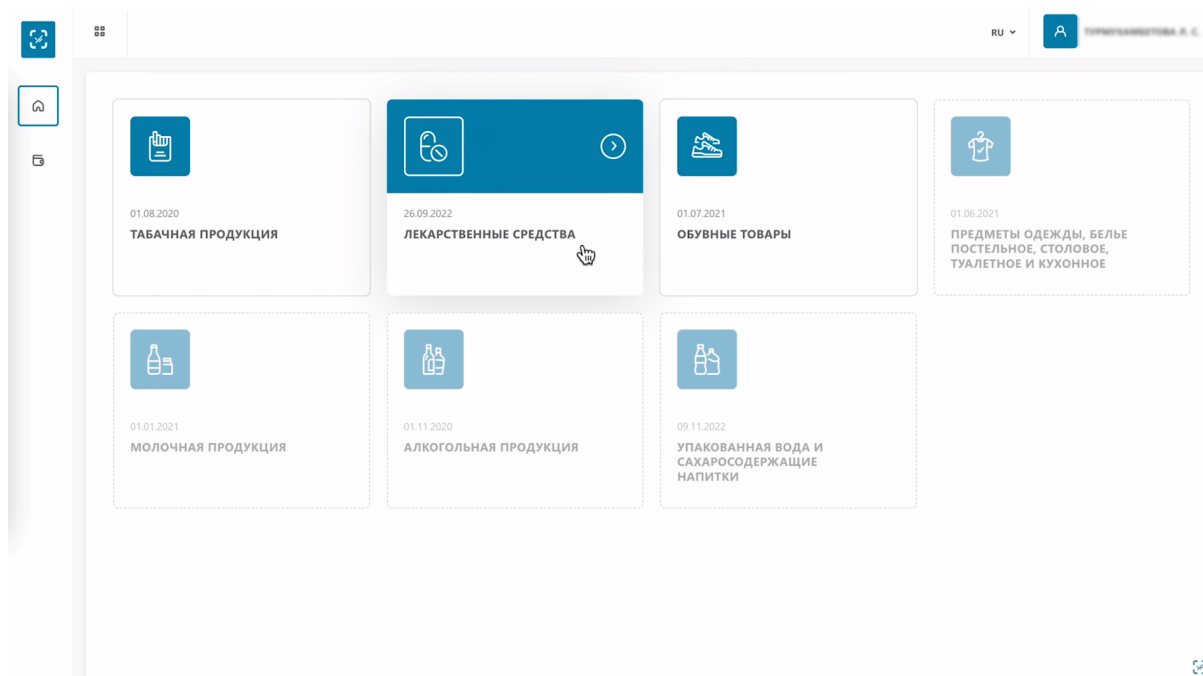 RU
01.08.2020
ТАБАЧНАЯ ПРОДУКЦИЯ
26.09.2022
ЛЕКАРСТВЕННЫЕ СРЕДСТВА
01.07.2021
ОБУВНЫЕ ТОВАРЫ
01.06.2021
ПРЕДМЕТЫ ОДЕЖДЫ, БЕЛЬЕ
ПОСТЕЛЬНОЕ, СТОЛОВОЕ,
ТУАЛЕТНОЕ И КУХОННОЕ
01.01.2021
МОЛОЧНАЯ ПРОДУКЦИЯ
01.11.2020
АЛКОГОЛЬНАЯ ПРОДУКЦИЯ
09.11.2022
УПАКОВАННАЯ ВОДА И
САХАРОСОДЕРЖАЩИЕ
НАПИТКИ